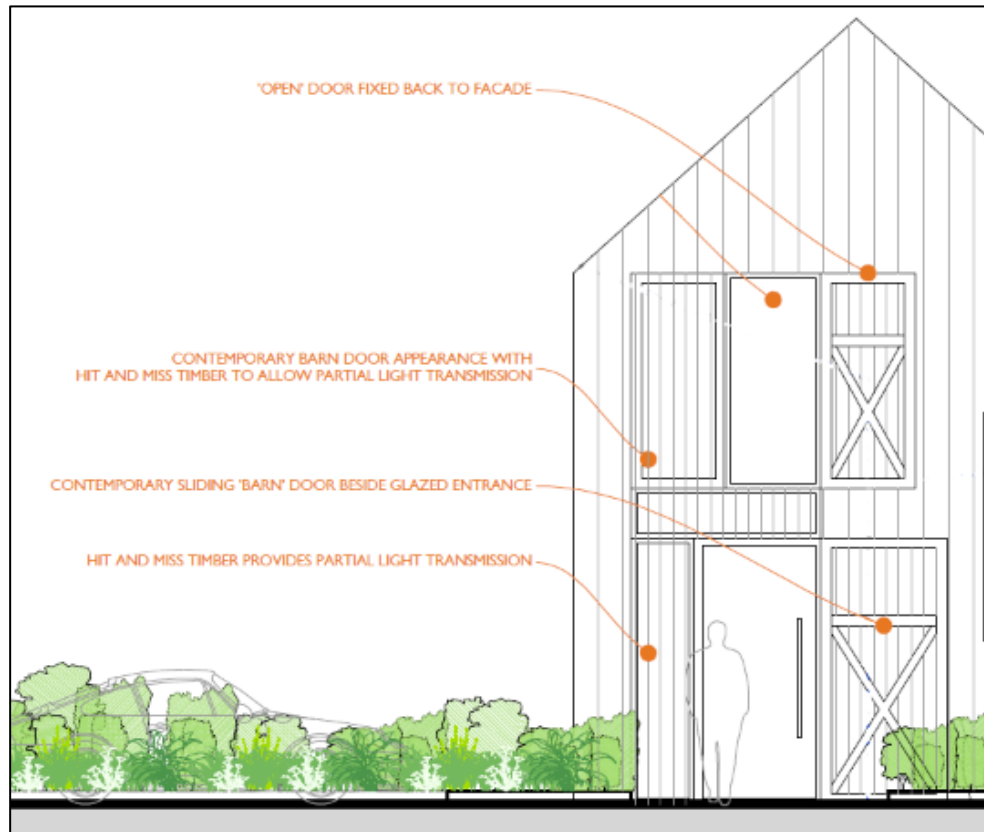 'OPEN' DOOR FIXED BACK TO FACADE
CONTEMPORARY BARN DOOR APPEARANCE WITH
HIT AND MISS TIMBER TO ALLOW PARTIAL LIGHT TRANSMISSION
CONTEMPORARY SLIDING 'BARN' DOOR BESIDE GLAZED ENTRANCE
HIT AND MISS TIMBER PROVIDES PARTIAL LIGHT TRANSMISSION